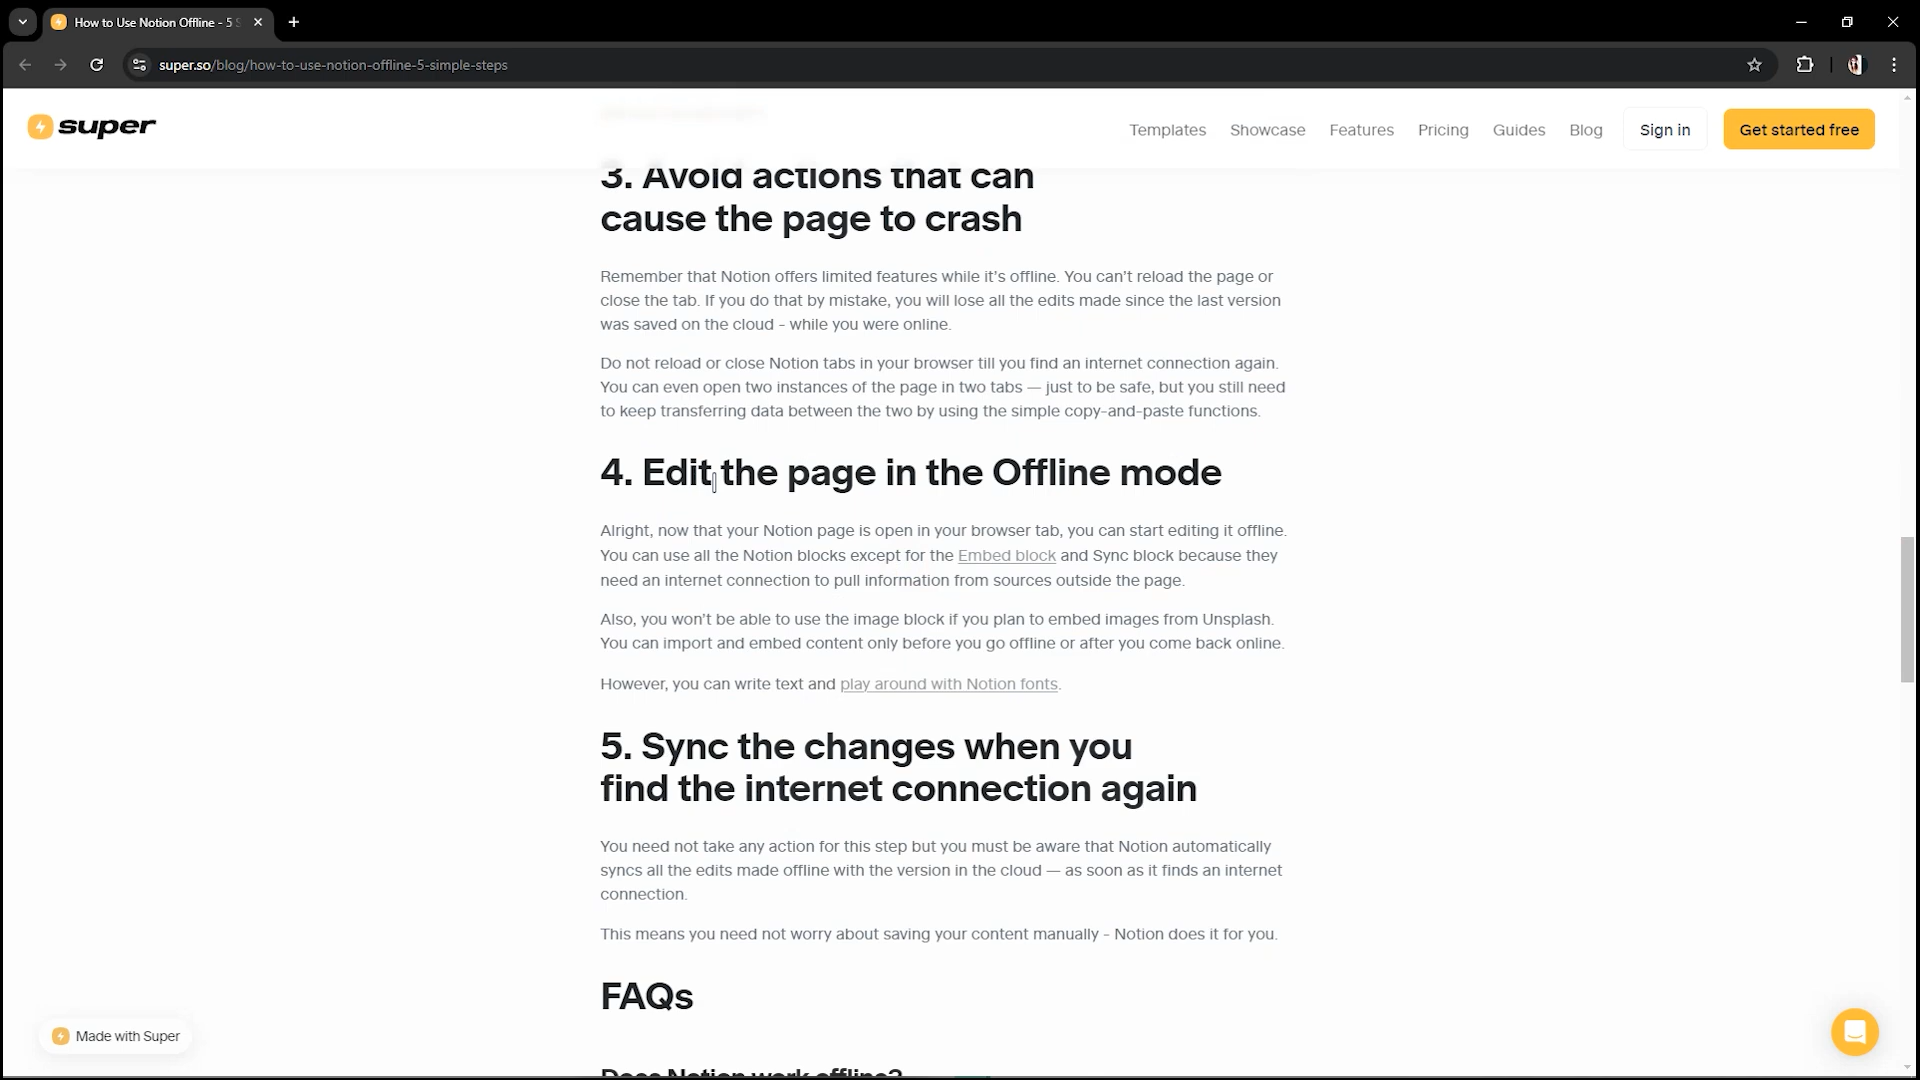 How to Use Notion Offline - 5
super.so/blog/how-to-use-notion-offline-5-simple-steps
super
Templates
Showcase
Features
Pricing
Guides
Blog
Sign in
Get started free
3. Avoid actions that can
cause the page to crash
Remember that Notion offers limited features while it's offline. You can't reload the page or
close the tab. If you do that by mistake, you will lose all the edits made since the last version
was saved on the cloud - while you were online.
Do not reload or close Notion tabs in your browser till you find an internet connection again.
You can even open two instances of the page in two tabs — just to be safe, but you still need
to keep transferring data between the two by using the simple copy-and-paste functions.
4. Edit the page in the Offline mode
Alright, now that your Notion page is open in your browser tab, you can start editing it offline.
You can use all the Notion blocks except for the Embed block and Sync block because they
need an internet connection to pull information from sources outside the page.
Also, you won't be able to use the image block if you plan to embed images from Unsplash.
You can import and embed content only before you go offline or after you come back online.
However, you can write text and play around with Notion fonts.
5. Sync the changes when you
find the internet connection again
You need not take any action for this step but you must be aware that Notion automatically
syncs all the edits made offline with the version in the cloud — as soon as it finds an internet
connection.
This means you need not worry about saving your content manually - Notion does it for you.
FAQs
Made with Super
Does Notion work offline?